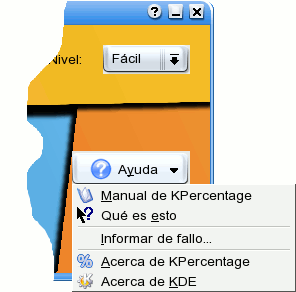 Nivel: Fácil
Ayuda
Manual de KPercentage
Qué es esto
Informar de fallo...
Acerca de KPercentage
Acerca de KDE